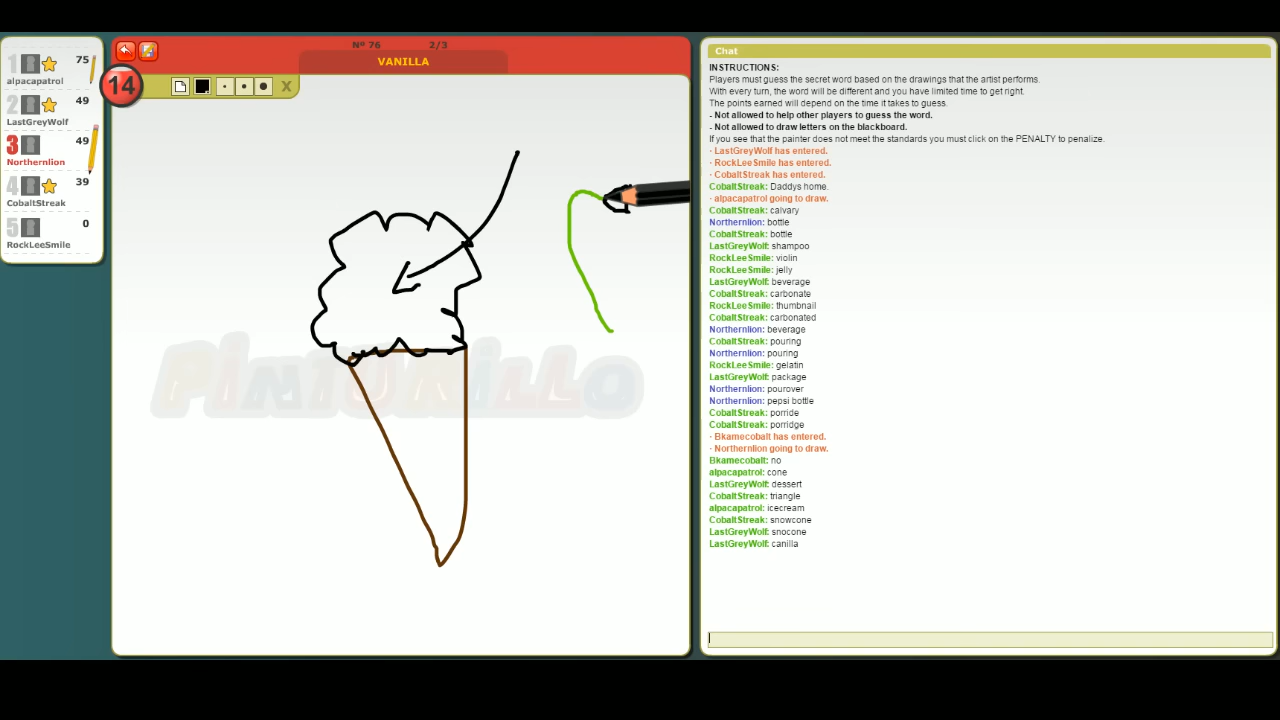 Nº 76 2/3
VANILLA
14
1 75
alpacapatrol
2 49
LastGreyWolf
3 49
Northernlion
4 39
CobaltStreak
5 0
RockLeeSmile
X
PINTURILLO
Chat
INSTRUCTIONS:
Players must guess the secret word based on the drawings that the artist performs.
With every turn, the word will be different and you have limited time to get right.
The points earned will depend on the time it takes to guess.
- Not allowed to help other players to guess the word.
- Not allowed to draw letters on the blackboard.
If you see that the painter does not meet the standards you must click on the PENALTY to penalize.
· LastGreyWolf has entered.
· RockLeeSmile has entered.
· CobaltStreak has entered.
CobaltStreak: Daddys home.
· alpacapatrol going to draw.
CobaltStreak: calvary
Northernlion: bottle
CobaltStreak: bottle
LastGreyWolf: shampoo
RockLeeSmile: violin
RockLeeSmile: jelly
LastGreyWolf: beverage
CobaltStreak: carbonate
RockLeeSmile: thumbnail
CobaltStreak: carbonated
Northernlion: beverage
CobaltStreak: pouring
Northernlion: pouring
RockLeeSmile: gelatin
LastGreyWolf: package
Northernlion: pourover
Northernlion: pepsi bottle
CobaltStreak: porride
CobaltStreak: porridge
· Bkamecobalt has entered.
· Northernlion going to draw.
Bkamecobalt: no
alpacapatrol: cone
LastGreyWolf: dessert
CobaltStreak: triangle
alpacapatrol: icecream
CobaltStreak: snowcone
LastGreyWolf: snocone
LastGreyWolf: canilla